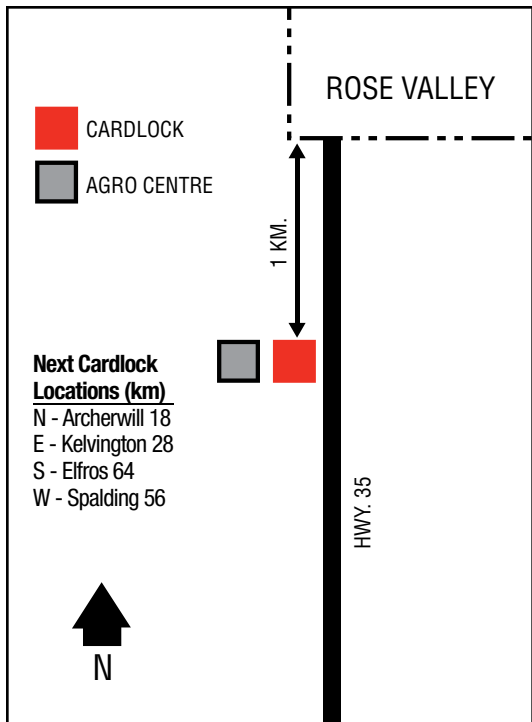 ROSE VALLEY
CARDLOCK
AGRO CENTRE
1 KM.
Next Cardlock
Locations (km)
N - Archerwill 18
E - Kelvington 28
S - Elfros 64
W - Spalding 56
HWY. 35
N